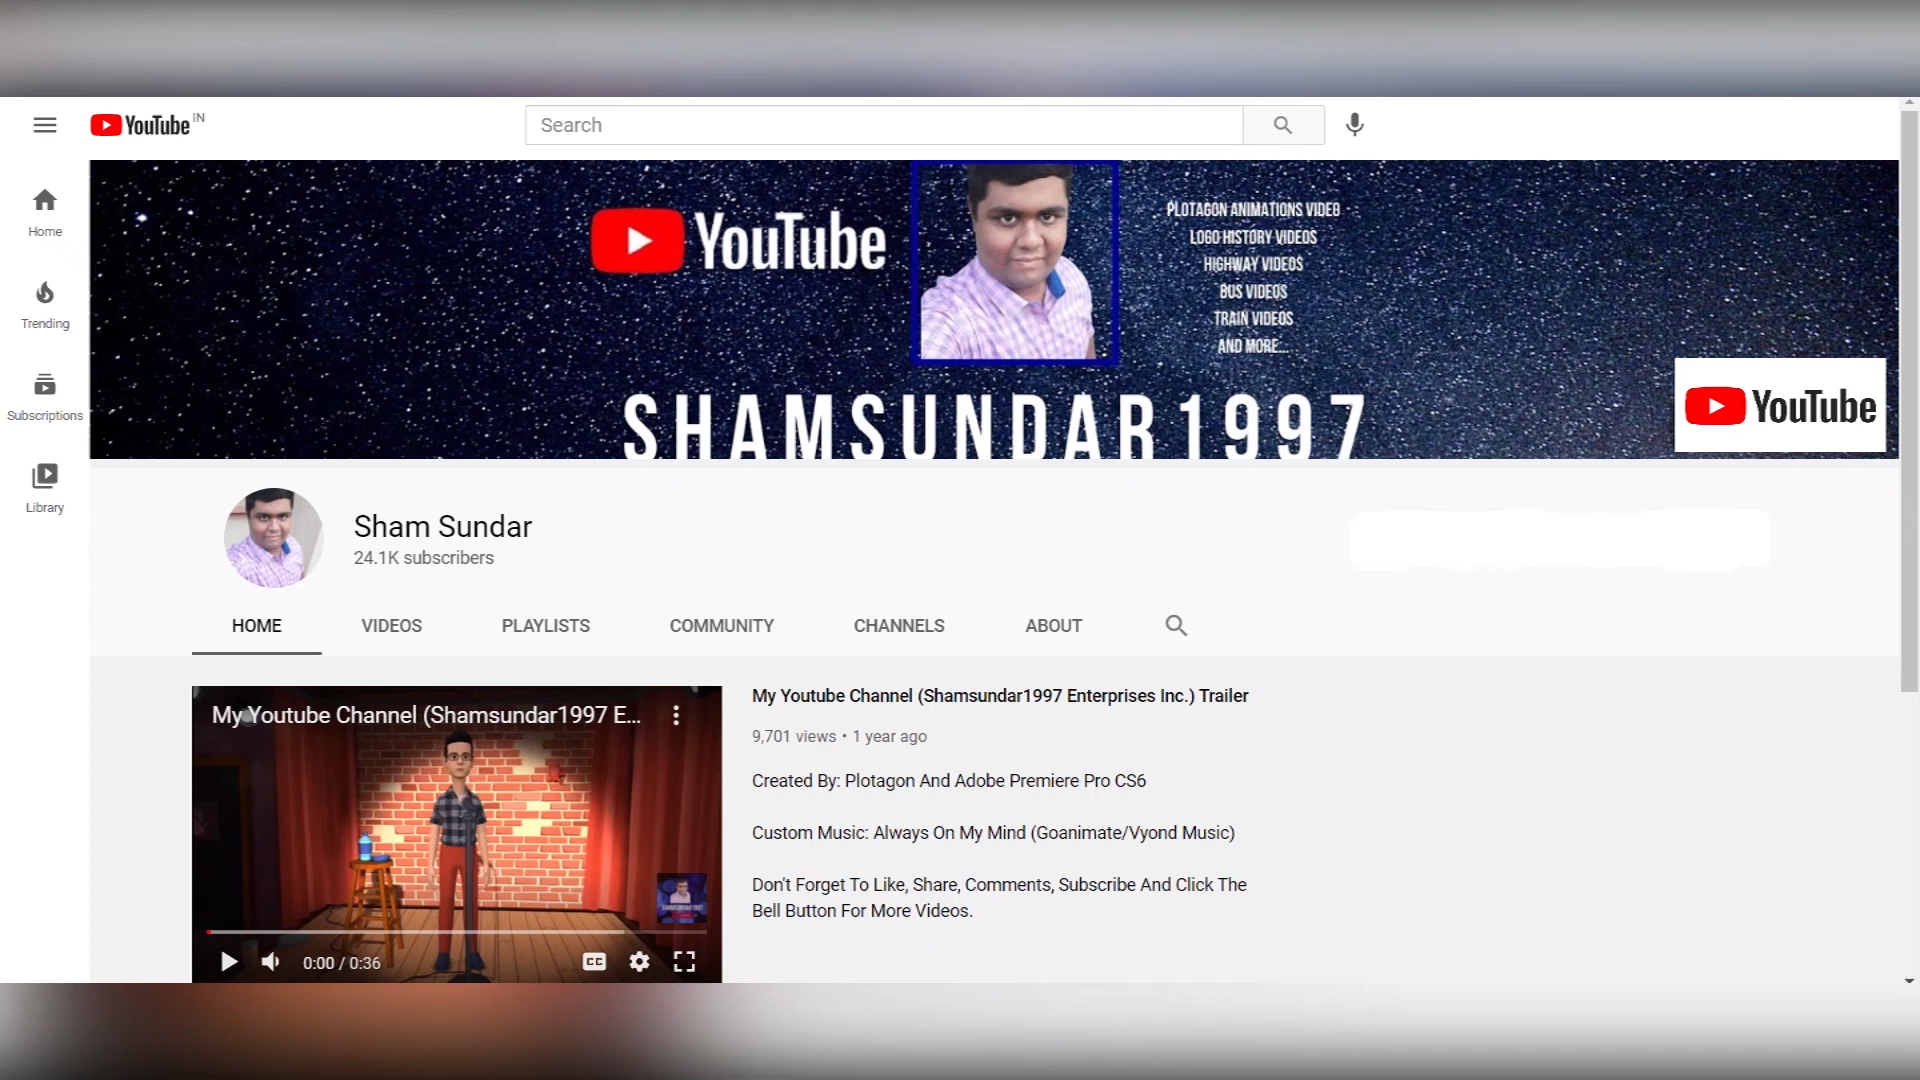 YouTube IN
Search
Home
Trending
Subscriptions
Library
YouTube
PLOTAGON ANIMATIONS VIDEO
LOGO HISTORY VIDEOS
HIGHWAY VIDEOS
BUS VIDEOS
TRAIN VIDEOS
AND MORE...
SHAMSUNDAR1997
YouTube
Sham Sundar
24.1K subscribers
HOME VIDEOS PLAYLISTS COMMUNITY CHANNELS ABOUT
My Youtube Channel (Shamsundar1997 E...
SHAMSUNDAR1997
0:00 / 0:36
CC
My Youtube Channel (Shamsundar1997 Enterprises Inc.) Trailer
9,701 views • 1 year ago
Created By: Plotagon And Adobe Premiere Pro CS6
Custom Music: Always On My Mind (Goanimate/Vyond Music)
Don't Forget To Like, Share, Comments, Subscribe And Click The
Bell Button For More Videos.